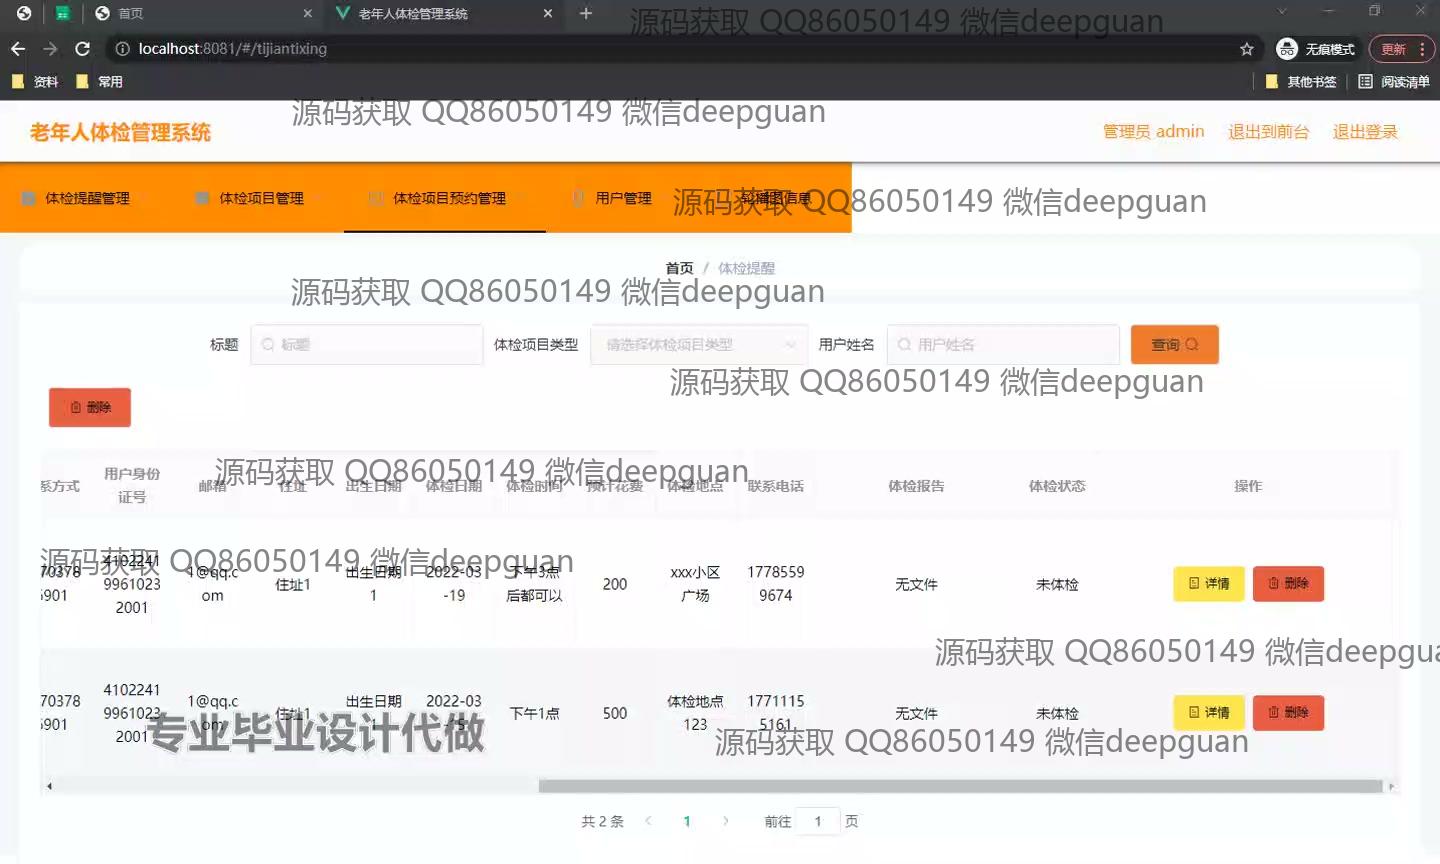 首页
老年人体检管理系统
localhost:8081/#/tijiantixing
无痕模式
更新
资料
常用
其他书签
阅读清单
源码获取 QQ86050149 微信deepguan
源码获取 QQ86050149 微信deepguan
老年人体检管理系统
管理员 admin
退出到前台
退出登录
体检提醒管理
体检项目管理
体检项目预约管理
用户管理
轮播图信息
源码获取 QQ86050149 微信deepguan
首页 / 体检提醒
源码获取 QQ86050149 微信deepguan
标题
标题
体检项目类型
请选择体检项目类型
用户姓名
用户姓名
查询
源码获取 QQ86050149 微信deepguan
删除
系方式
用户身份
证号
邮箱
住址
出生日期
体检日期
体检时间
预计花费
体检地点
联系电话
体检报告
体检状态
操作
源码获取 QQ86050149 微信deepguan
源码获取 QQ86050149 微信deepguan
70378
6901
4102241
9961023
2001
1@qq.c
om
住址1
出生日期
1
2022-03
-19
下午3点
后都可以
200
xxx小区
广场
1778559
9674
无文件
未体检
详情
删除
源码获取 QQ86050149 微信deepgua
70378
6901
4102241
9961023
2001
1@qq.c
om
住址1
出生日期
1
2022-03
下午1点
500
体检地点
123
1771115
5161
无文件
未体检
详情
删除
专业毕业设计代做
源码获取 QQ86050149 微信deepguan
共 2 条
1
前往 1 页